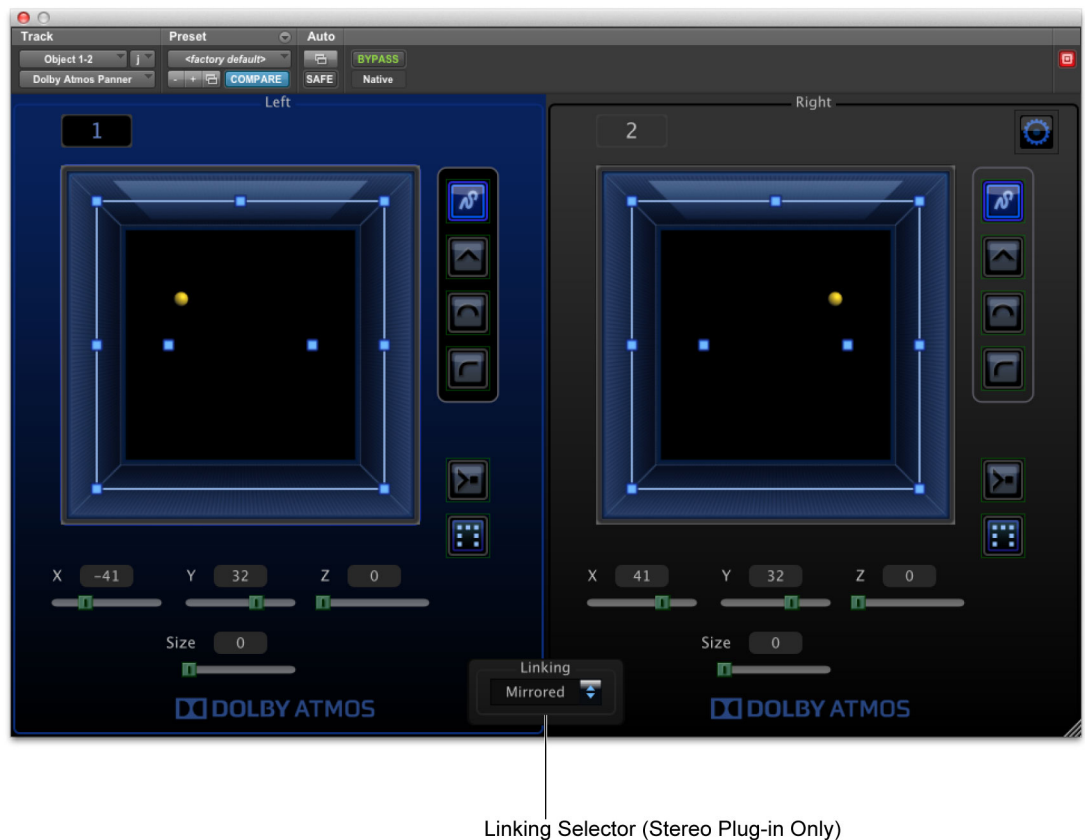 Track Preset Auto
Object 1-2 j <factory default> BYPASS
Dolby Atmos Panner - + COMPARE SAFE Native
Left Right
1 2
X -41 Y 32 Z 0 X 41 Y 32 Z 0
Size 0 Size 0
Linking
Mirrored
DOLBY ATMOS DOLBY ATMOS
Linking Selector (Stereo Plug-in Only)